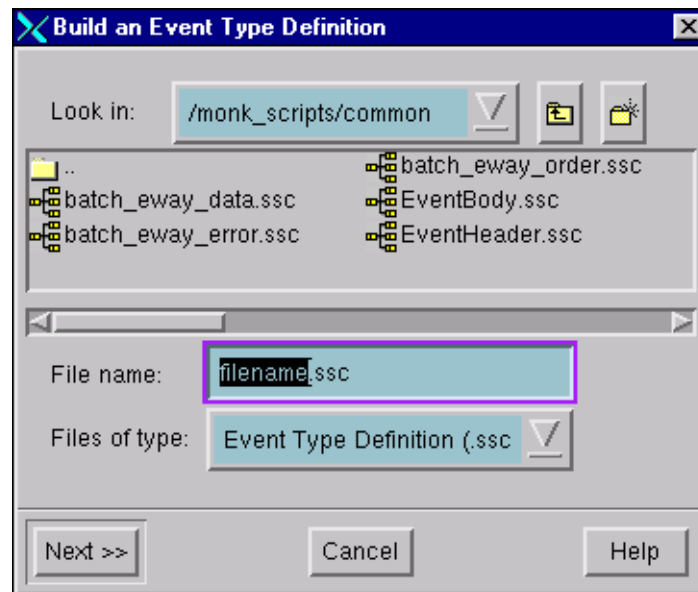 Build an Event Type Definition
Look in: /monk_scripts/common
.. batch_eway_order.ssc
batch_eway_data.ssc EventBody.ssc
batch_eway_error.ssc EventHeader.ssc
File name: filename.ssc
Files of type: Event Type Definition (.ssc
Next >> Cancel Help